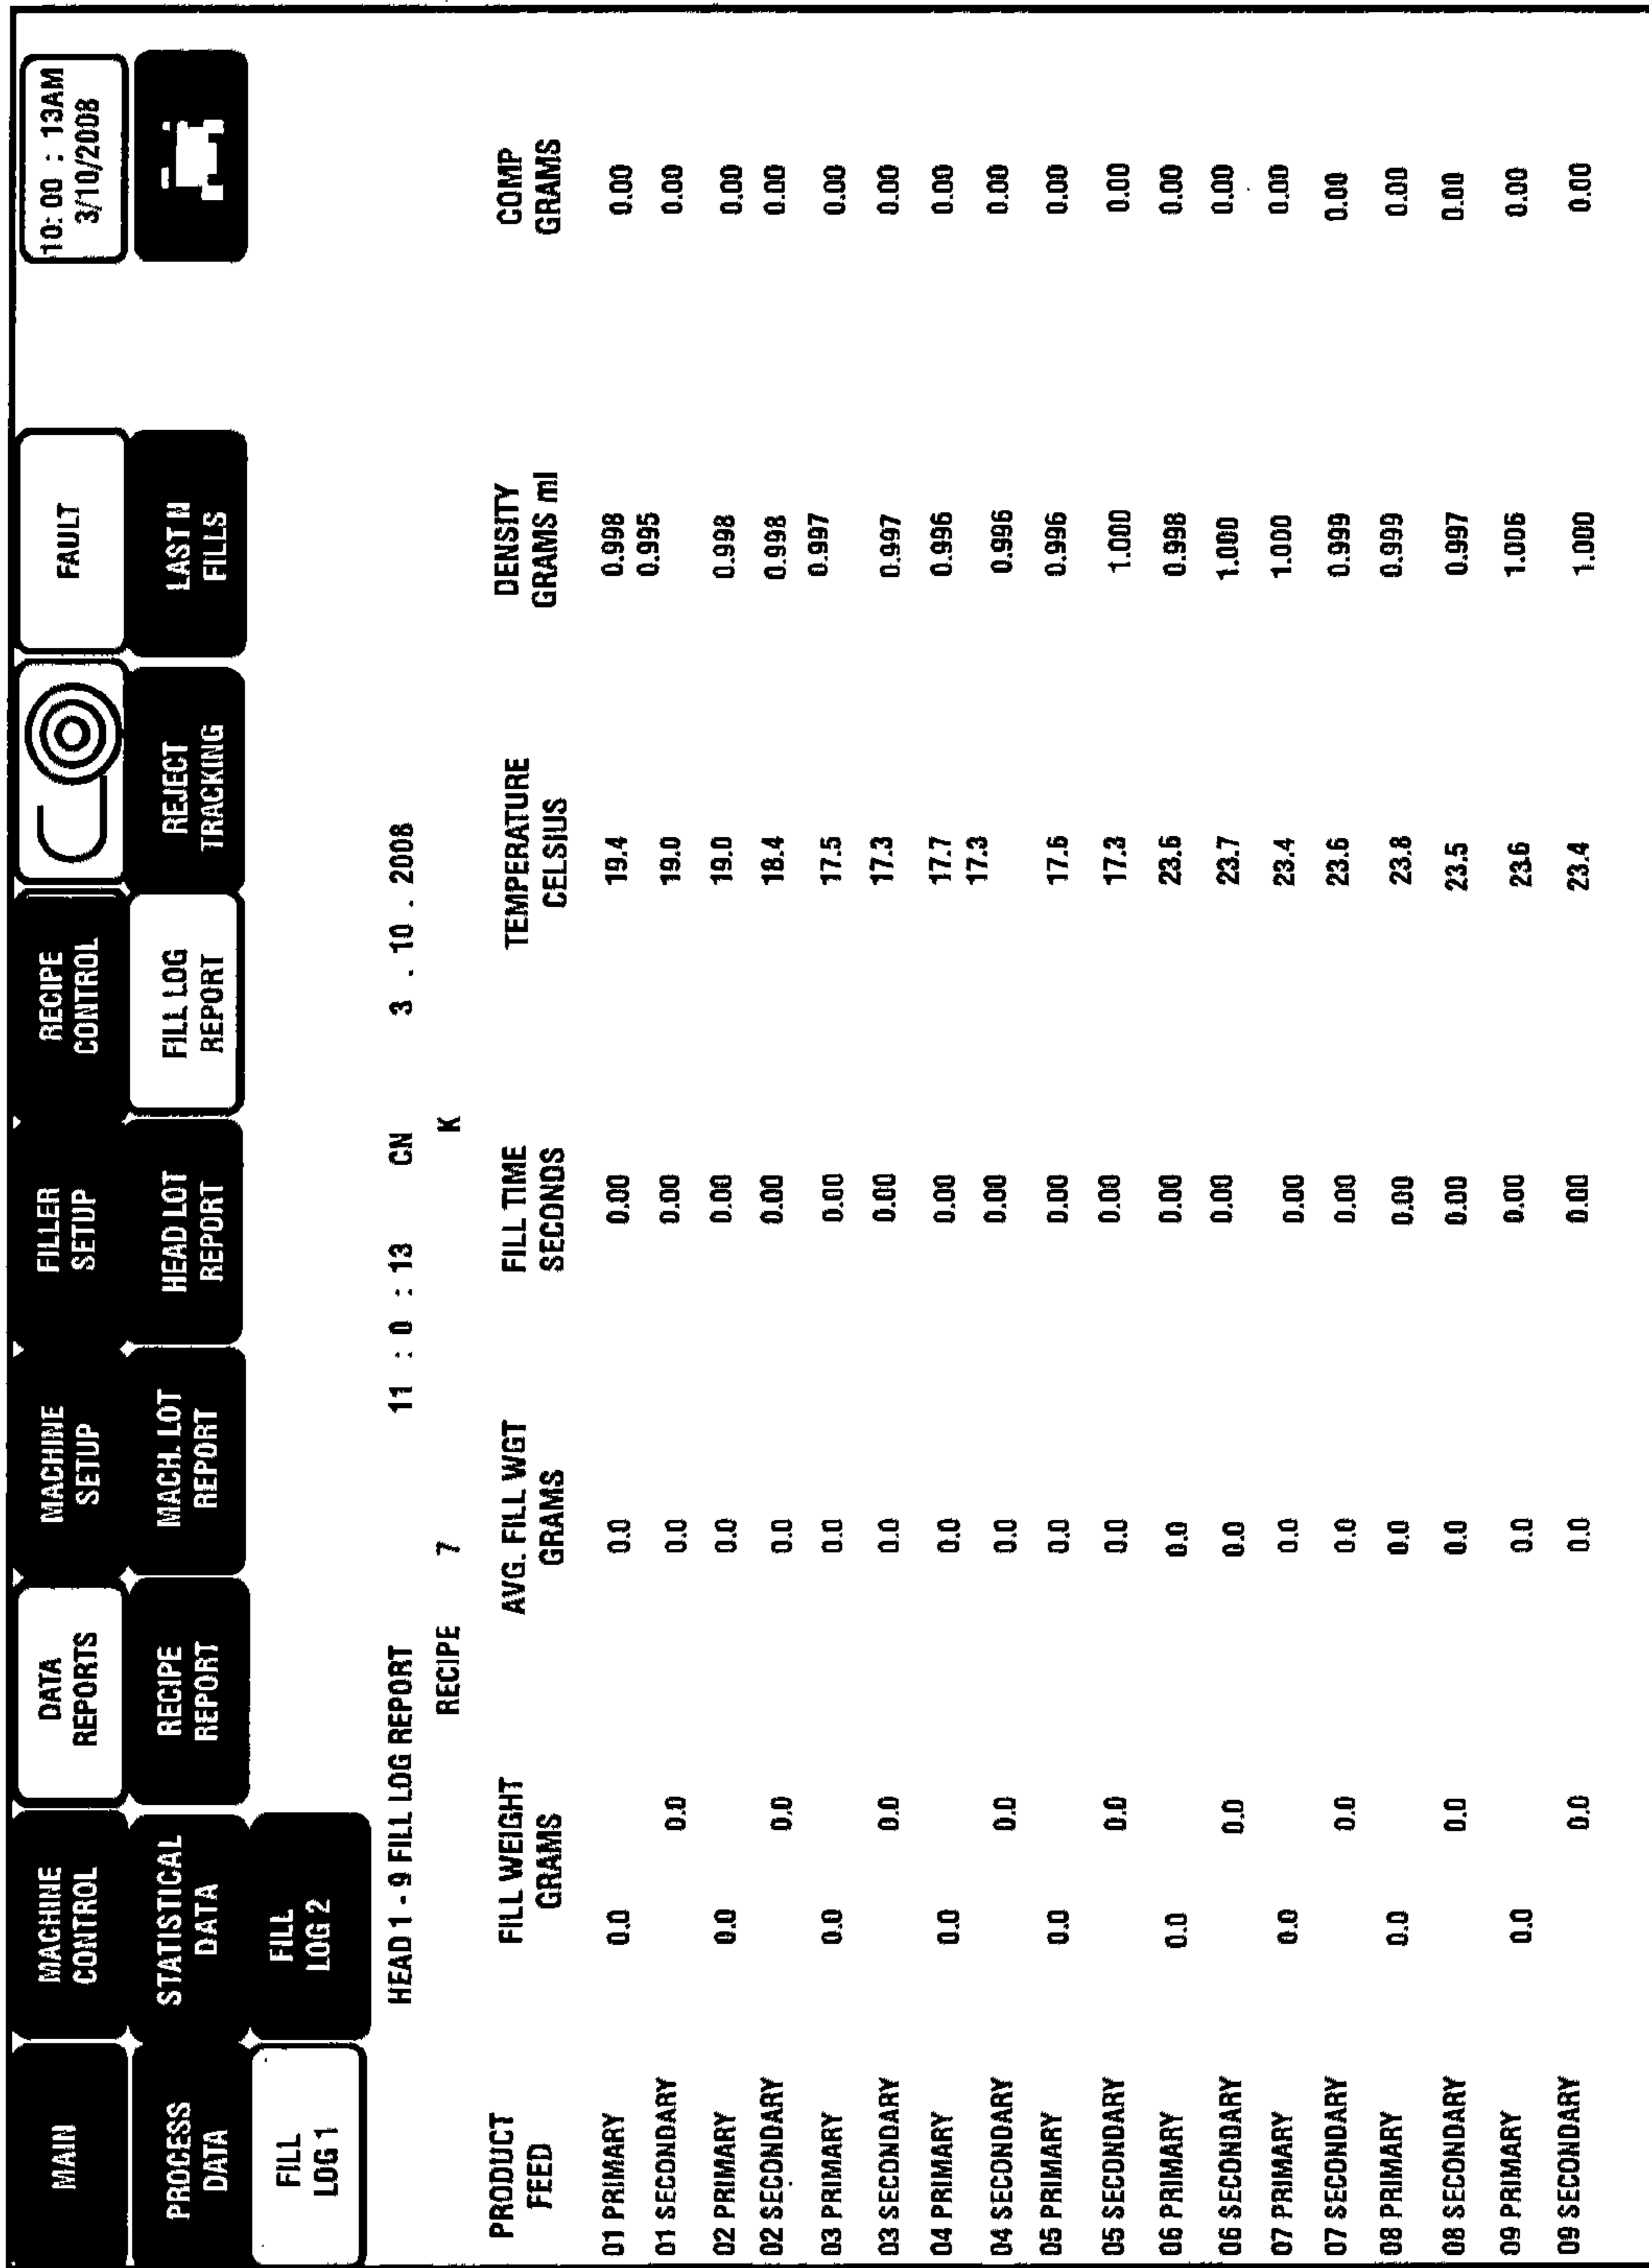 MAIN
MACHINE
CONTROL
DATA
REPORTS
MACHINE
SETUP
FILLER
SETUP
RECIPE
CONTROL
FAULT
10: 00 : 13AM
3/10/2008
PROCESS
DATA
STATISTICAL
DATA
RECIPE
REPORT
MACH. LOT
REPORT
HEAD LOT
REPORT
FILL LOG
REPORT
REJECT
TRACKING
LAST N
FILLS
FILL
LOG 1
FILL
LOG 2
HEAD 1 - 9 FILL LOG REPORT 11 : 0 : 13 CN 3 . 10 . 2008
RECIPE 7 K
PRODUCT FILL WEIGHT AVG. FILL WGT FILL TIME TEMPERATURE DENSITY COMP
FEED GRAMS GRAMS SECONDS CELSIUS GRAMS ml GRAMS
01 PRIMARY 0.0 0.0 0.00 19.4 0.998 0.00
01 SECONDARY 0.0 0.0 0.00 19.0 0.995 0.00
02 PRIMARY 0.0 0.0 0.00 19.0 0.998 0.00
02 SECONDARY 0.0 0.0 0.00 18.4 0.998 0.00
03 PRIMARY 0.0 0.0 0.00 17.5 0.997 0.00
03 SECONDARY 0.0 0.0 0.00 17.3 0.997 0.00
04 PRIMARY 0.0 0.0 0.00 17.7 0.996 0.00
04 SECONDARY 0.0 0.0 0.00 17.3 0.996 0.00
05 PRIMARY 0.0 0.0 0.00 17.6 0.996 0.00
05 SECONDARY 0.0 0.0 0.00 17.3 1.000 0.00
06 PRIMARY 0.0 0.0 0.00 23.6 0.998 0.00
06 SECONDARY 0.0 0.0 0.00 23.7 1.000 0.00
07 PRIMARY 0.0 0.0 0.00 23.4 1.000 0.00
07 SECONDARY 0.0 0.0 0.00 23.6 0.999 0.00
08 PRIMARY 0.0 0.0 0.00 23.8 0.999 0.00
08 SECONDARY 0.0 0.0 0.00 23.5 0.997 0.00
09 PRIMARY 0.0 0.0 0.00 23.6 1.006 0.00
09 SECONDARY 0.0 0.0 0.00 23.4 1.000 0.00